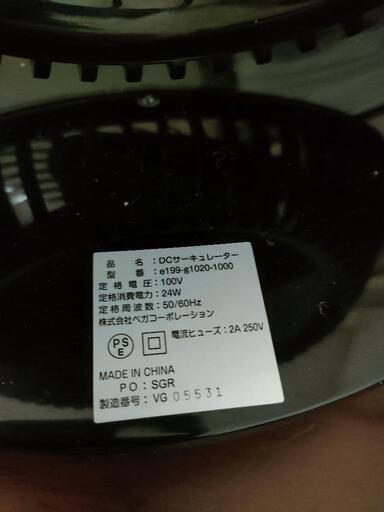 品名：DCサーキュレーター
型番：e199-g1020-1000
定格電圧：100V
定格消費電力：24W
定格周波数：50/60Hz
株式会社ベガコーポレーション
PSE 電流ヒューズ：2A 250V
MADE IN CHINA
PO：SGR
製造番号：VG 05531